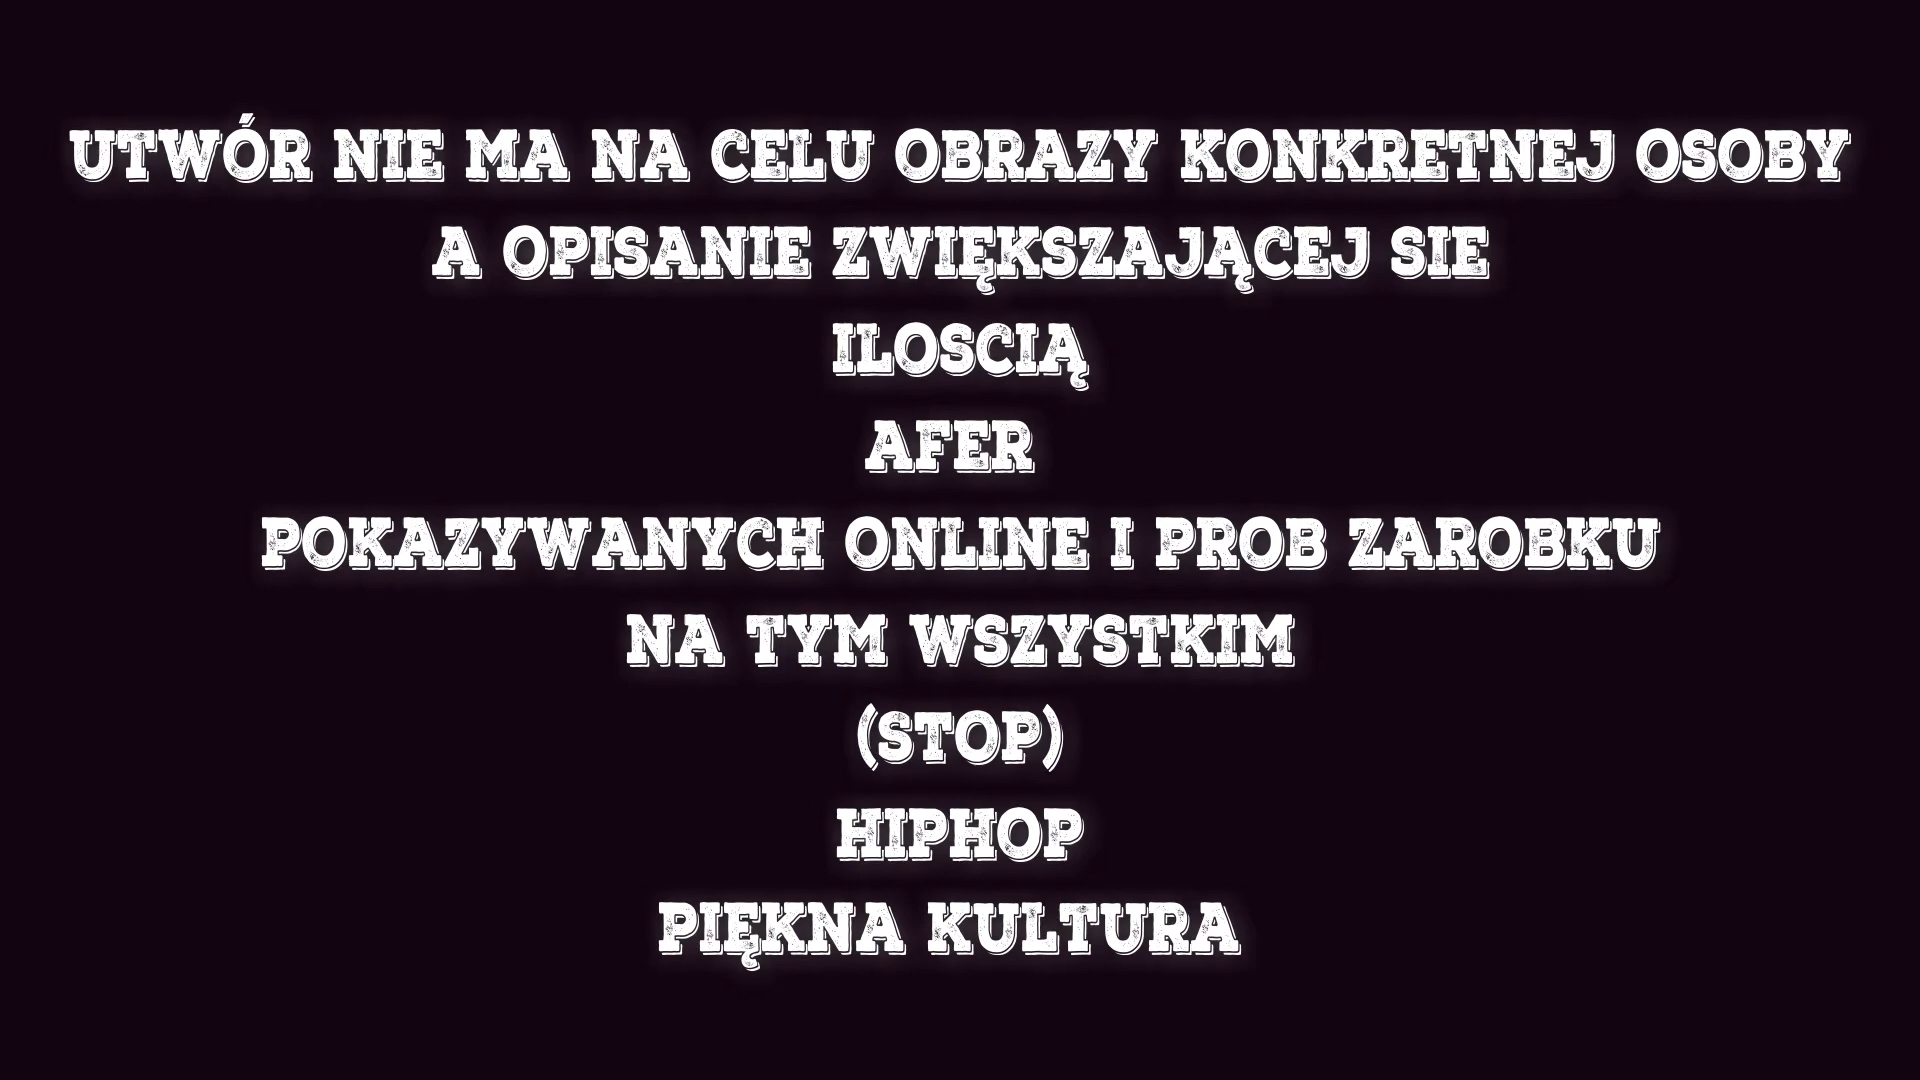 UTWÓR NIE MA NA CELU OBRAZY KONKRETNEJ OSOBY
A OPISANIE ZWIĘKSZAJĄCEJ SIE
ILOSCIĄ
AFER
POKAZYWANYCH ONLINE I PROB ZAROBKU
NA TYM WSZYSTKIM
(STOP)
HIPHOP
PIĘKNA KULTURA